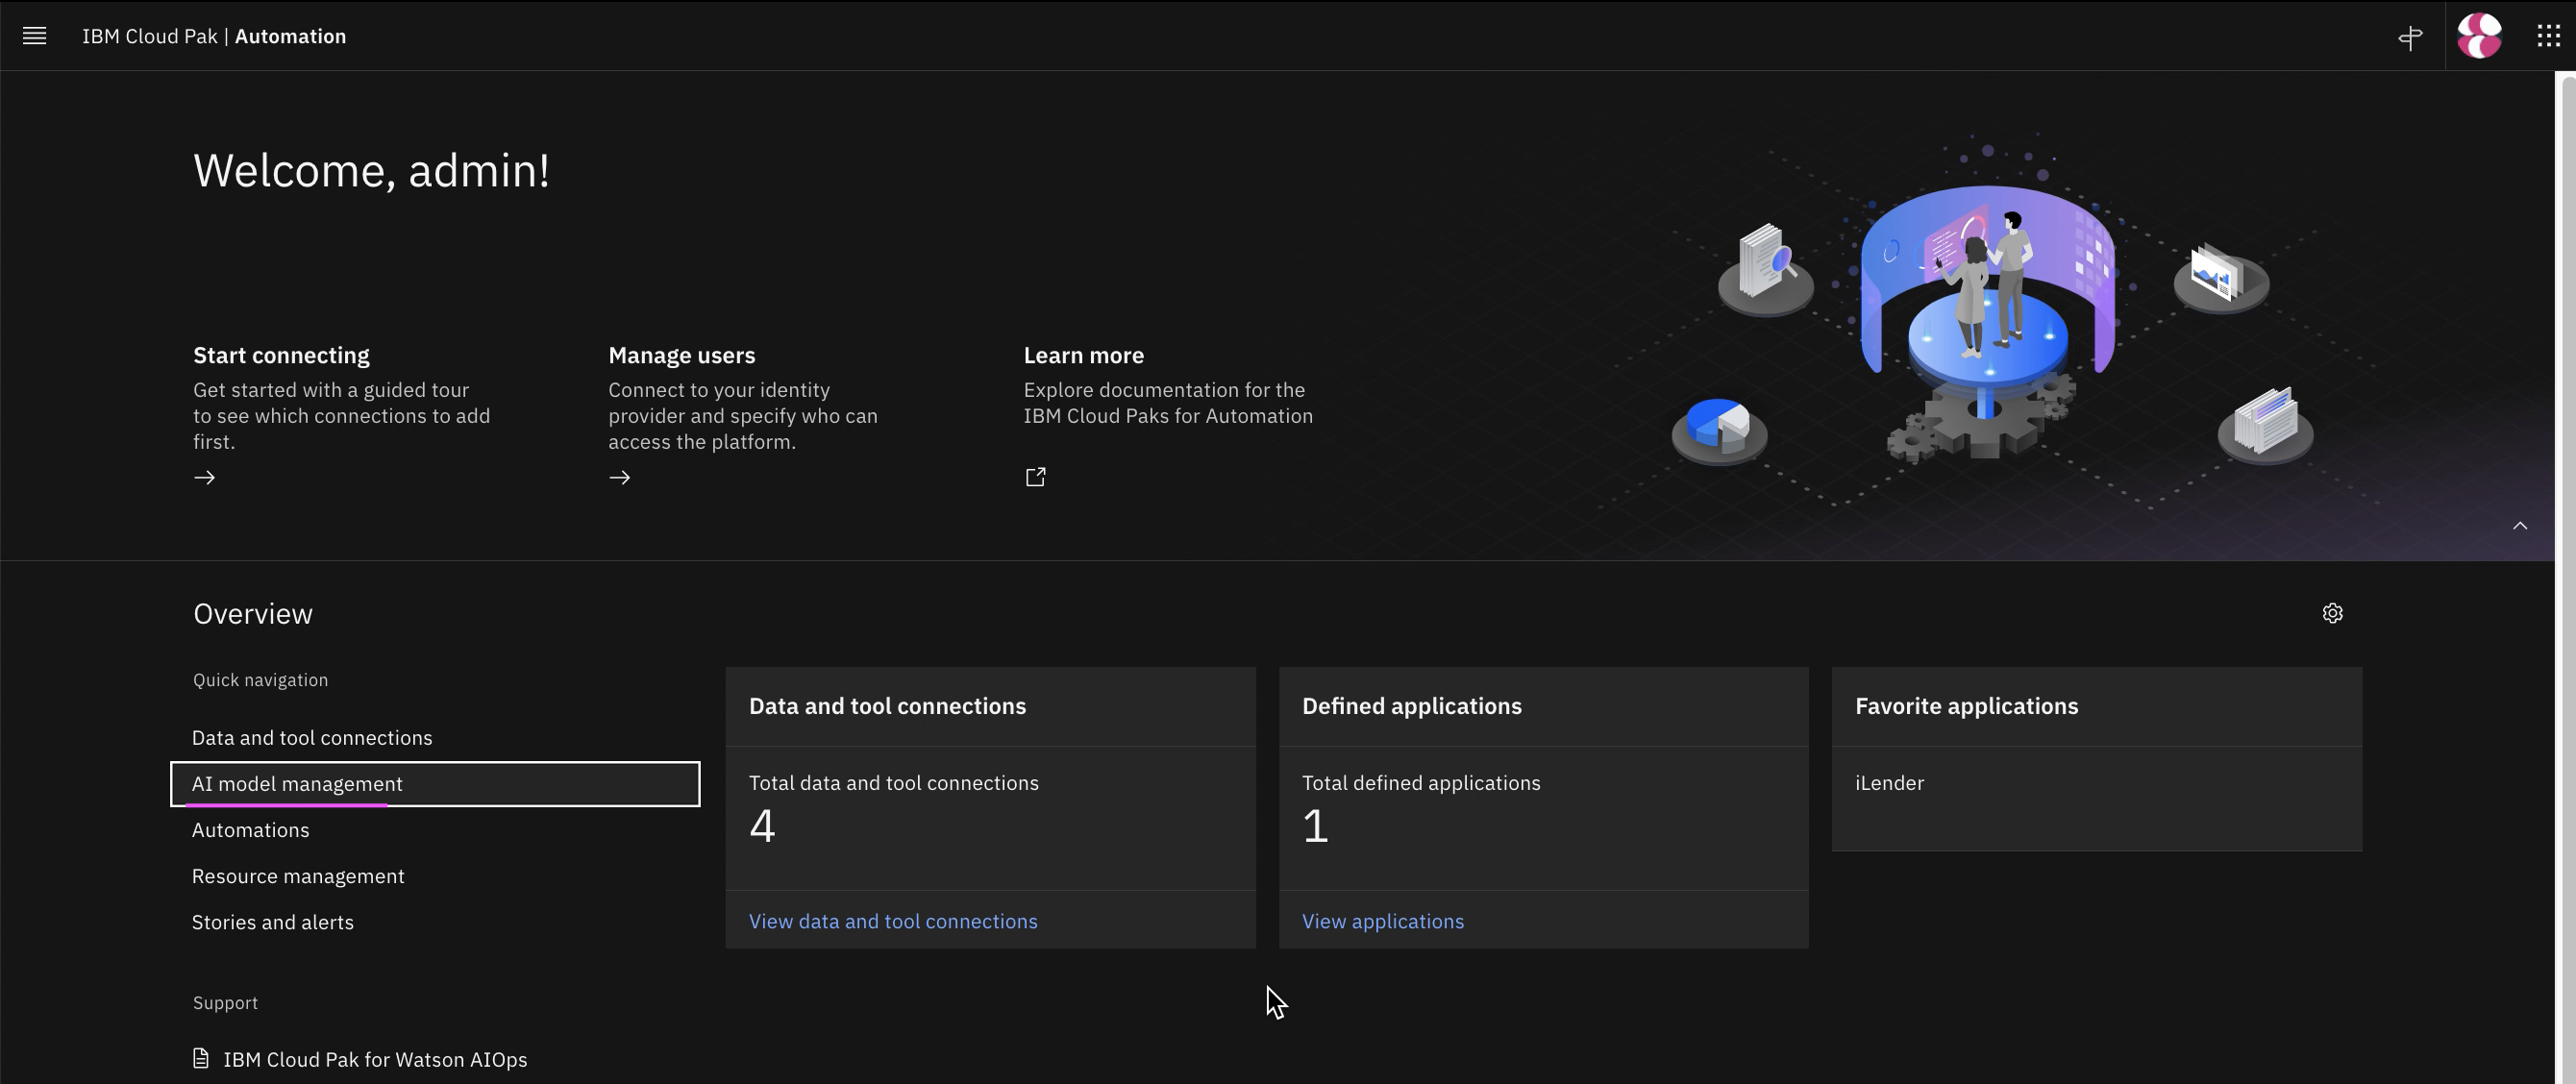 IBM Cloud Pak | Automation
Welcome, admin!
Start connecting
Get started with a guided tour
to see which connections to add
first.
Manage users
Connect to your identity
provider and specify who can
access the platform.
Learn more
Explore documentation for the
IBM Cloud Paks for Automation
Overview
Quick navigation
Data and tool connections
AI model management
Automations
Resource management
Stories and alerts
Support
IBM Cloud Pak for Watson AIOps
Data and tool connections
Total data and tool connections
4
View data and tool connections
Defined applications
Total defined applications
1
View applications
Favorite applications
iLender